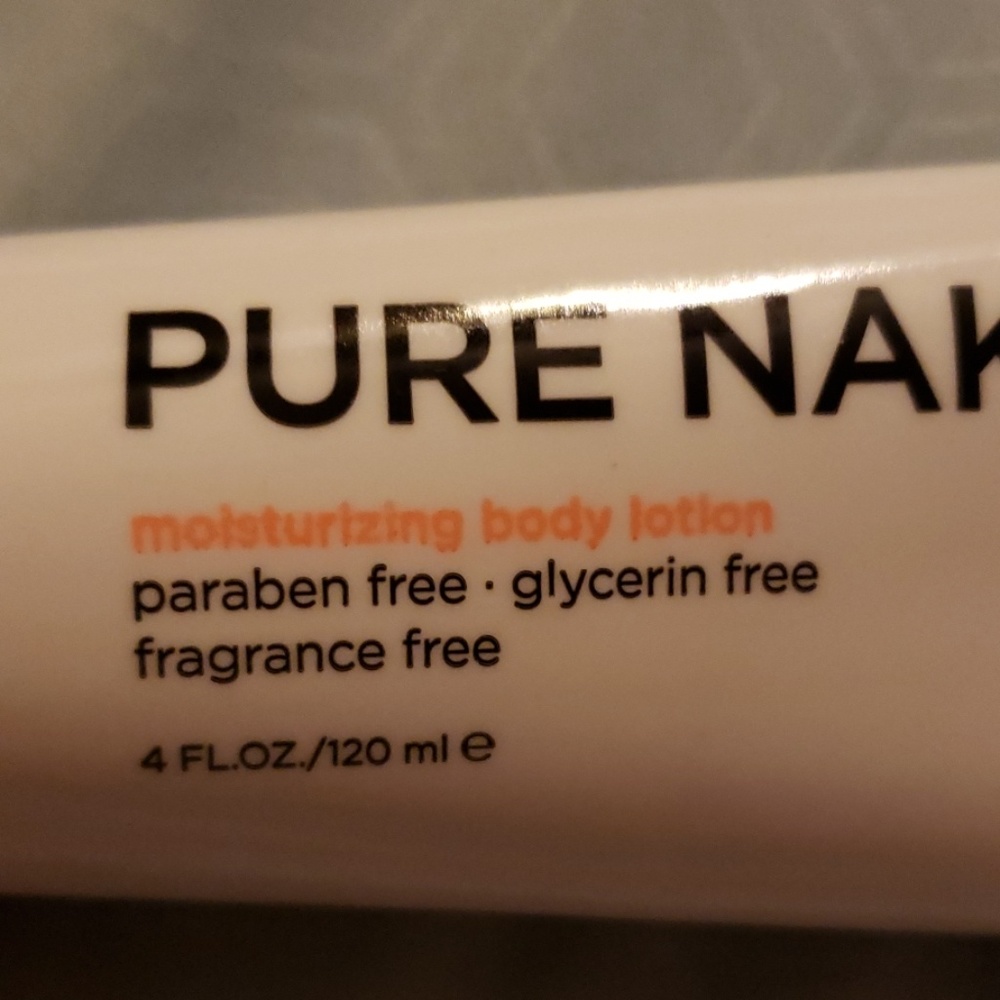 PURE NAK
moisturizing body lotion
paraben free · glycerin free
fragrance free
4 FL.OZ./120 ml ℮